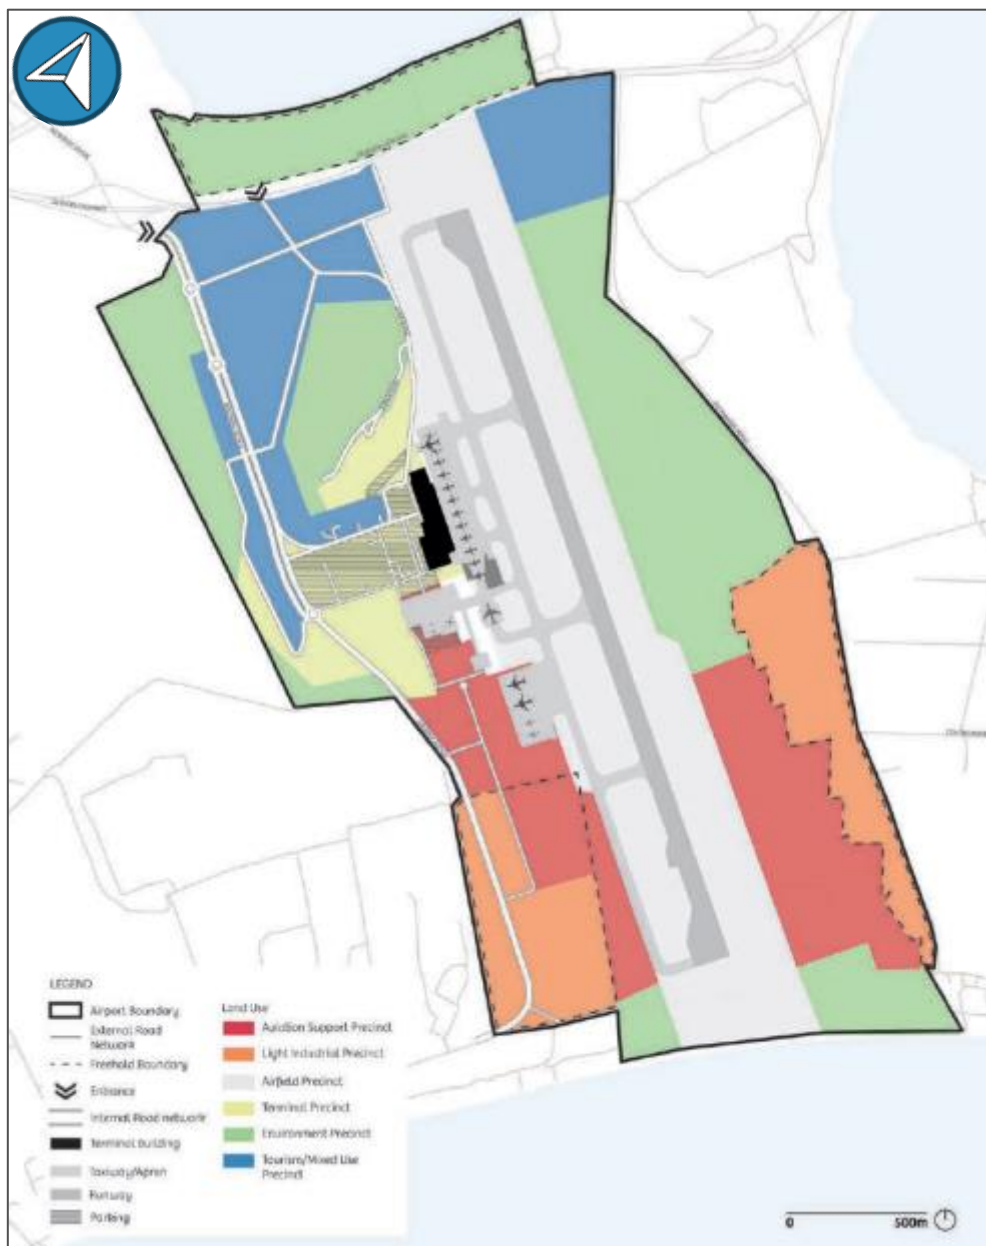 LEGEND
Airport Boundary
External Road
Network
Freehold Boundary
Entrance
Internal Road network
Terminal Building
Taxiway/Apron
Runway
Parking
Land Use
Aviation Support Precinct
Light Industrial Precinct
Airfield Precinct
Terminal Precinct
Environment Precinct
Tourism/Mixed Use
Precinct
0 500m